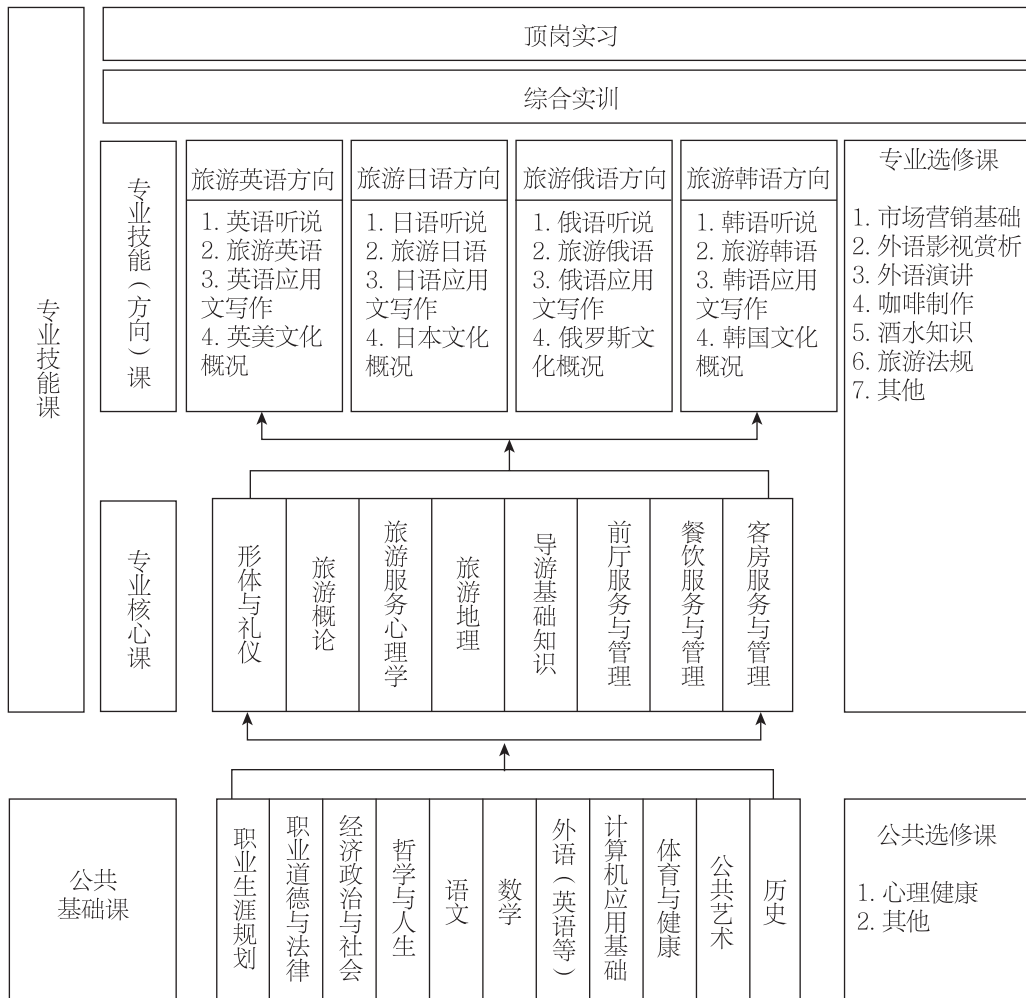 顶岗实习
综合实训
专业技能课
专业技能(方向)课
旅游英语方向
1. 英语听说
2. 旅游英语
3. 英语应用
文写作
4. 英美文化
概况
旅游日语方向
1. 日语听说
2. 旅游日语
3. 日语应用
文写作
4. 日本文化
概况
旅游俄语方向
1. 俄语听说
2. 旅游俄语
3. 俄语应用
文写作
4. 俄罗斯文
化概况
旅游韩语方向
1. 韩语听说
2. 旅游韩语
3. 韩语应用
文写作
4. 韩国文化
概况
专业选修课
1. 市场营销基础
2. 外语影视赏析
3. 外语演讲
4. 咖啡制作
5. 酒水知识
6. 旅游法规
7. 其他
专业核心课
形体与礼仪
旅游概论
旅游服务心理学
旅游地理
导游基础知识
前厅服务与管理
餐饮服务与管理
客房服务与管理
公共
基础课
职业生涯规划
职业道德与法律
经济政治与社会
哲学与人生
语文
数学
外语(英语等)
计算机应用基础
体育与健康
公共艺术
历史
公共选修课
1. 心理健康
2. 其他